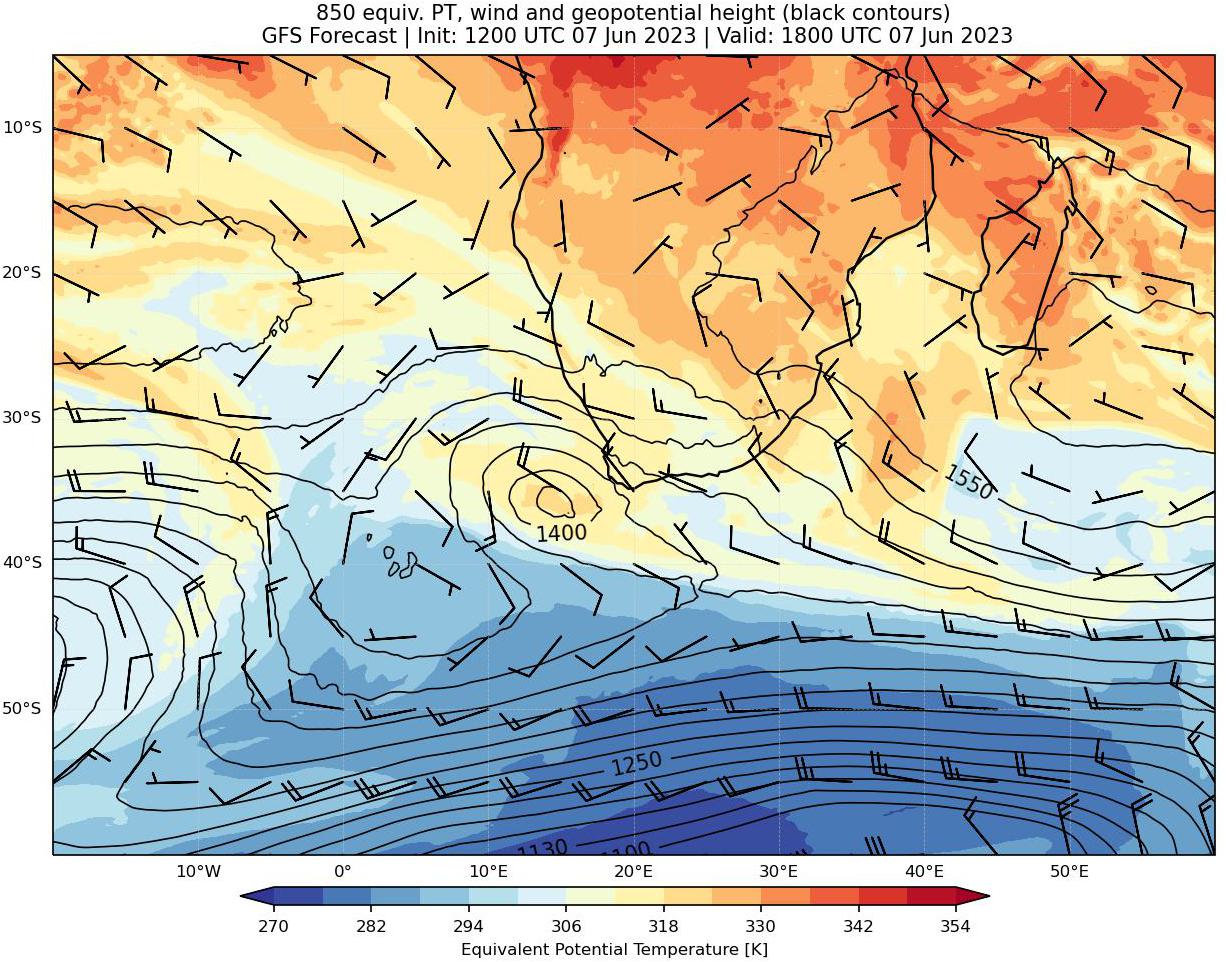 850 equiv. PT, wind and geopotential height (black contours)
GFS Forecast | Init: 1200 UTC 07 Jun 2023 | Valid: 1800 UTC 07 Jun 2023
10°S
20°S
30°S
1550
1400
40°S
50°S
1250
1130 1100
10°W 0° 10°E 20°E 30°E 40°E 50°E
270 282 294 306 318 330 342 354
Equivalent Potential Temperature [K]